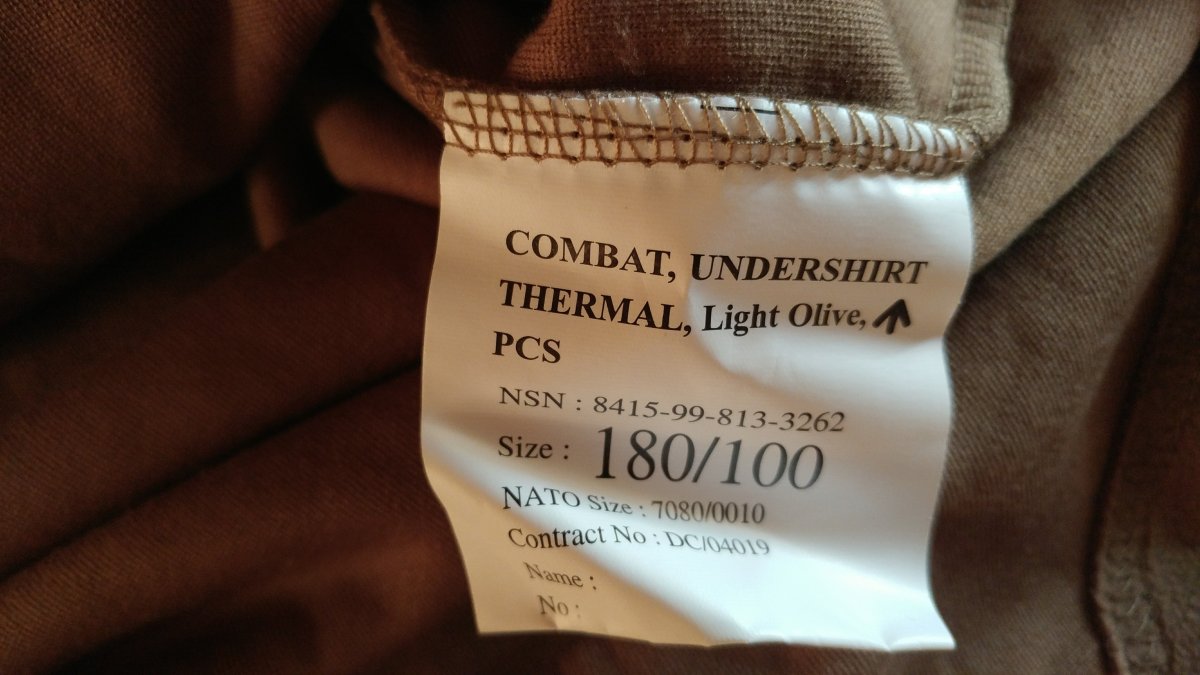 COMBAT, UNDERSHIRT
THERMAL, Light Olive,
PCS
NSN : 8415-99-813-3262
Size : 180/100
NATO Size : 7080/0010
Contract No : DC/04019
Name :
No :